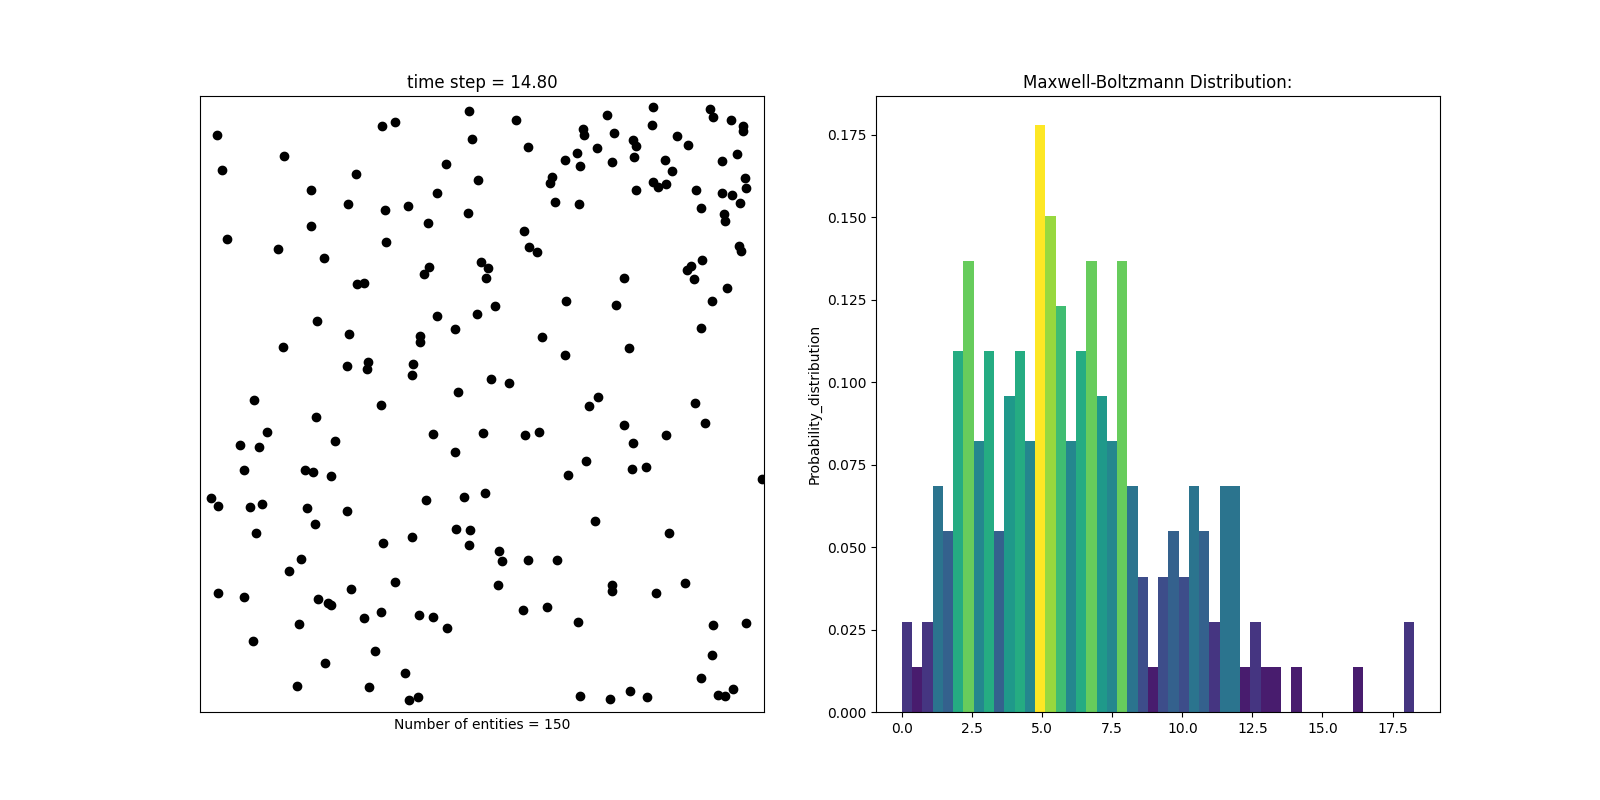 time step = 14.80
Number of entities = 150
Maxwell-Boltzmann Distribution:
Probability_distribution
0.175
0.150
0.125
0.100
0.075
0.050
0.025
0.000
0.0 2.5 5.0 7.5 10.0 12.5 15.0 17.5